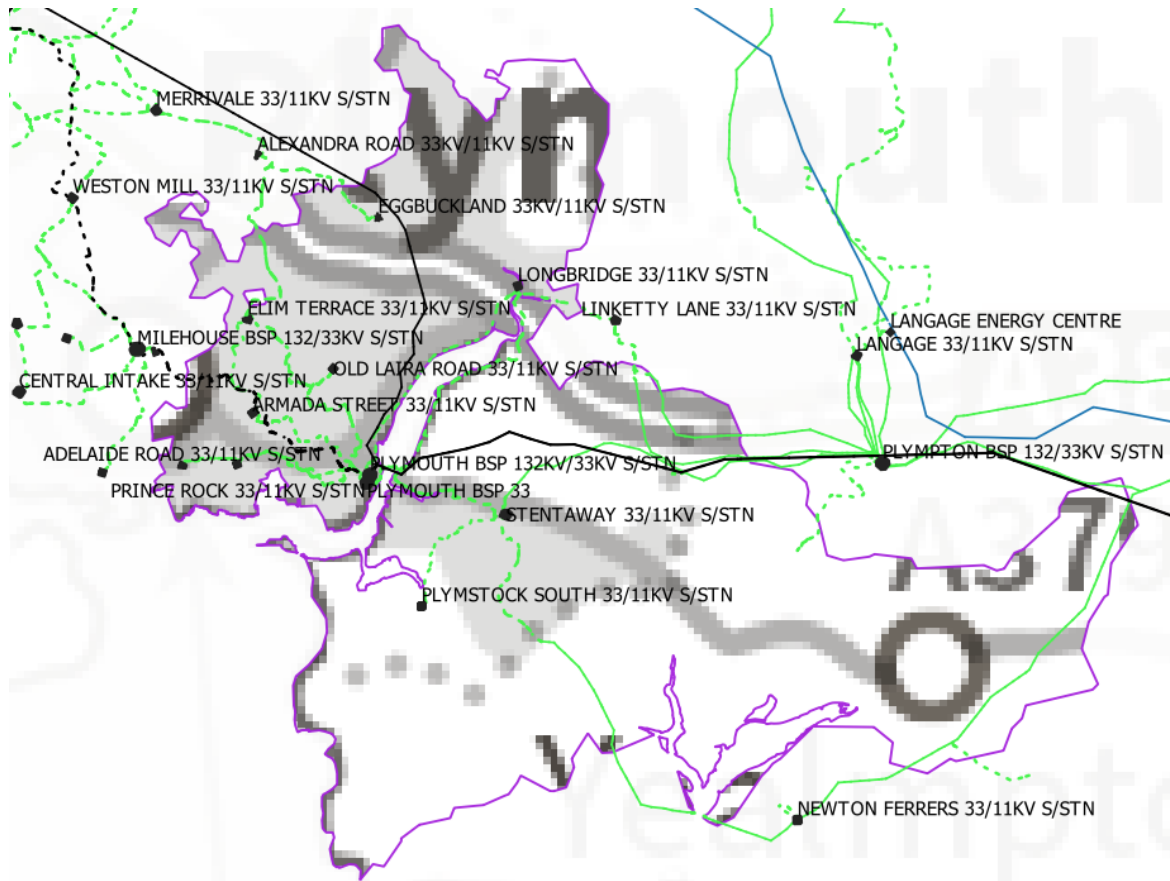 MERRIVALE 33/11KV S/STN
ALEXANDRA ROAD 33KV/11KV S/STN
WESTON MILL 33/11KV S/STN
EGGBUCKLAND 33KV/11KV S/STN
LONGBRIDGE 33/11KV S/STN
ELIM TERRACE 33/11KV S/STN
LINKETTY LANE 33/11KV S/STN
LANGAGE ENERGY CENTRE
MILEHOUSE BSP 132/33KV S/STN
LANGAGE 33/11KV S/STN
OLD LAIRA ROAD 33/11KV S/STN
CENTRAL INTAKE 33/11KV S/STN
ARMADA STREET 33/11KV S/STN
ADELAIDE ROAD 33/11KV S/STN
PLYMPTON BSP 132/33KV S/STN
PLYMOUTH BSP 132KV/33KV S/STN
PRINCE ROCK 33/11KV S/STN
PLYMOUTH BSP 33
STENTAWAY 33/11KV S/STN
PLYMSTOCK SOUTH 33/11KV S/STN
NEWTON FERRERS 33/11KV S/STN
Plymouth
A37
Yealmpto